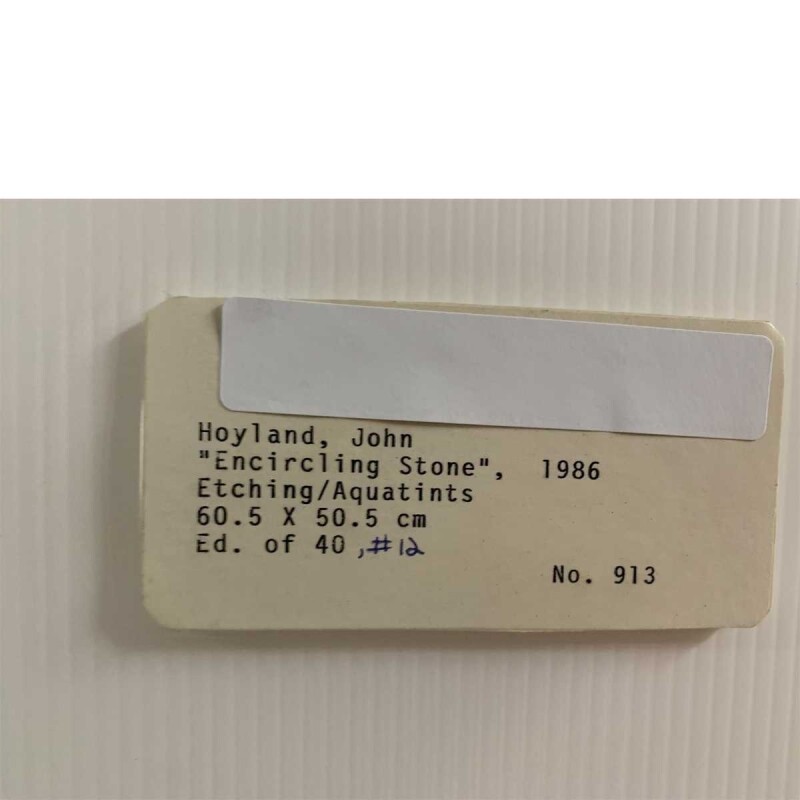 Hoyland, John
"Encircling Stone", 1986
Etching/Aquatints
60.5 X 50.5 cm
Ed. of 40, #12
No. 913